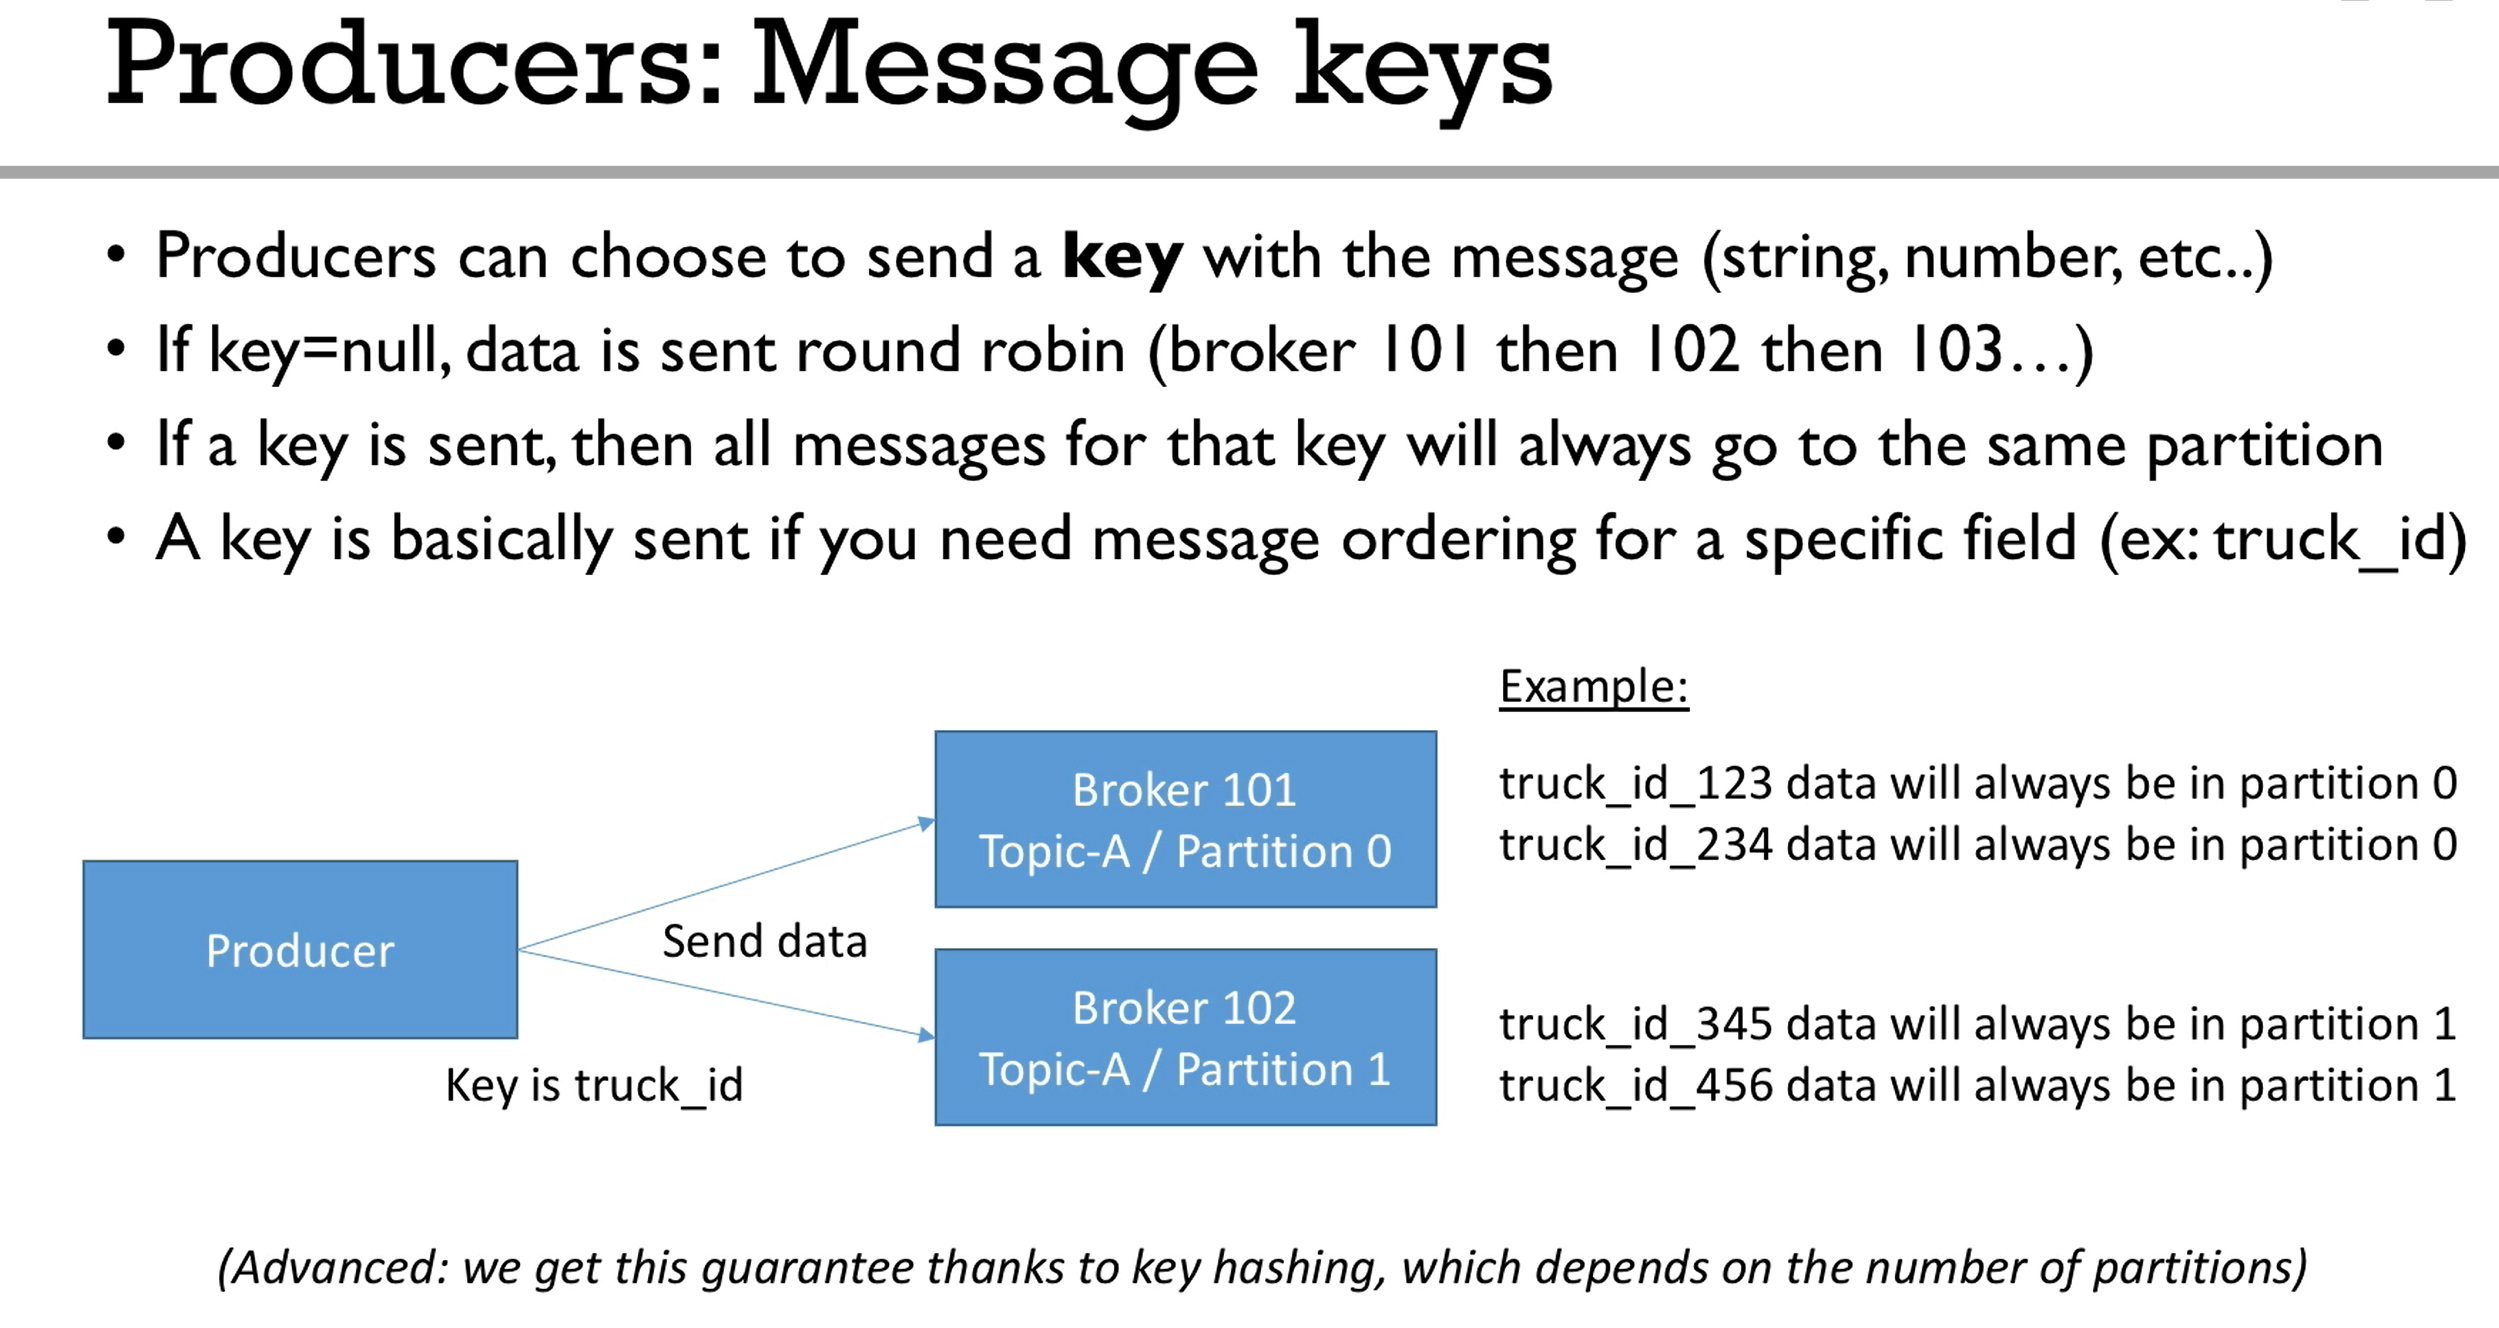 Producers: Message keys
• Producers can choose to send a key with the message (string, number, etc..)
• If key=null, data is sent round robin (broker 101 then 102 then 103…)
• If a key is sent, then all messages for that key will always go to the same partition
• A key is basically sent if you need message ordering for a specific field (ex: truck_id)
Producer
Send data
Key is truck_id
Broker 101
Topic-A / Partition 0
Broker 102
Topic-A / Partition 1
Example:
truck_id_123 data will always be in partition 0
truck_id_234 data will always be in partition 0
truck_id_345 data will always be in partition 1
truck_id_456 data will always be in partition 1
(Advanced: we get this guarantee thanks to key hashing, which depends on the number of partitions)